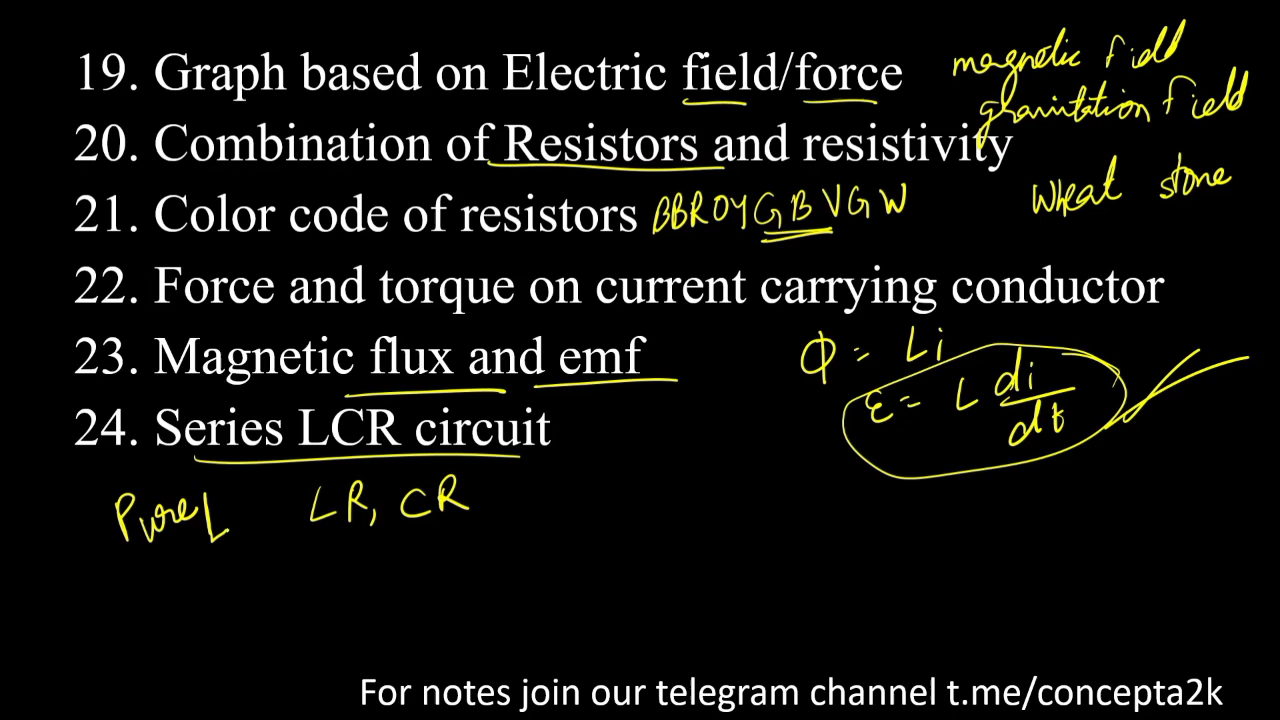 19. Graph based on Electric field/force
magnetic field
gravitation field
20. Combination of Resistors and resistivity
wheat stone
21. Color code of resistors BBROYGBVGW
22. Force and torque on current carrying conductor
23. Magnetic flux and emf
Φ = Li
ε = L di/dt
24. Series LCR circuit
Pure L LR, CR
For notes join our telegram channel t.me/concepta2k